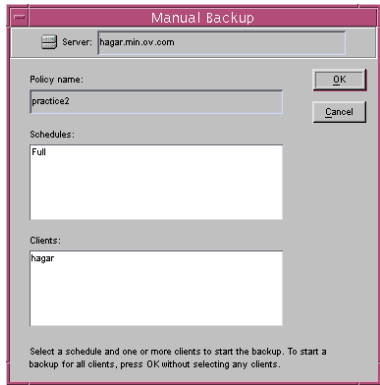 Manual Backup
Server: hagar.min.ov.com
Policy name:
OK
practice2
Cancel
Schedules:
Full
Clients:
hagar
Select a schedule and one or more clients to start the backup. To start a
backup for all clients, press OK without selecting any clients.